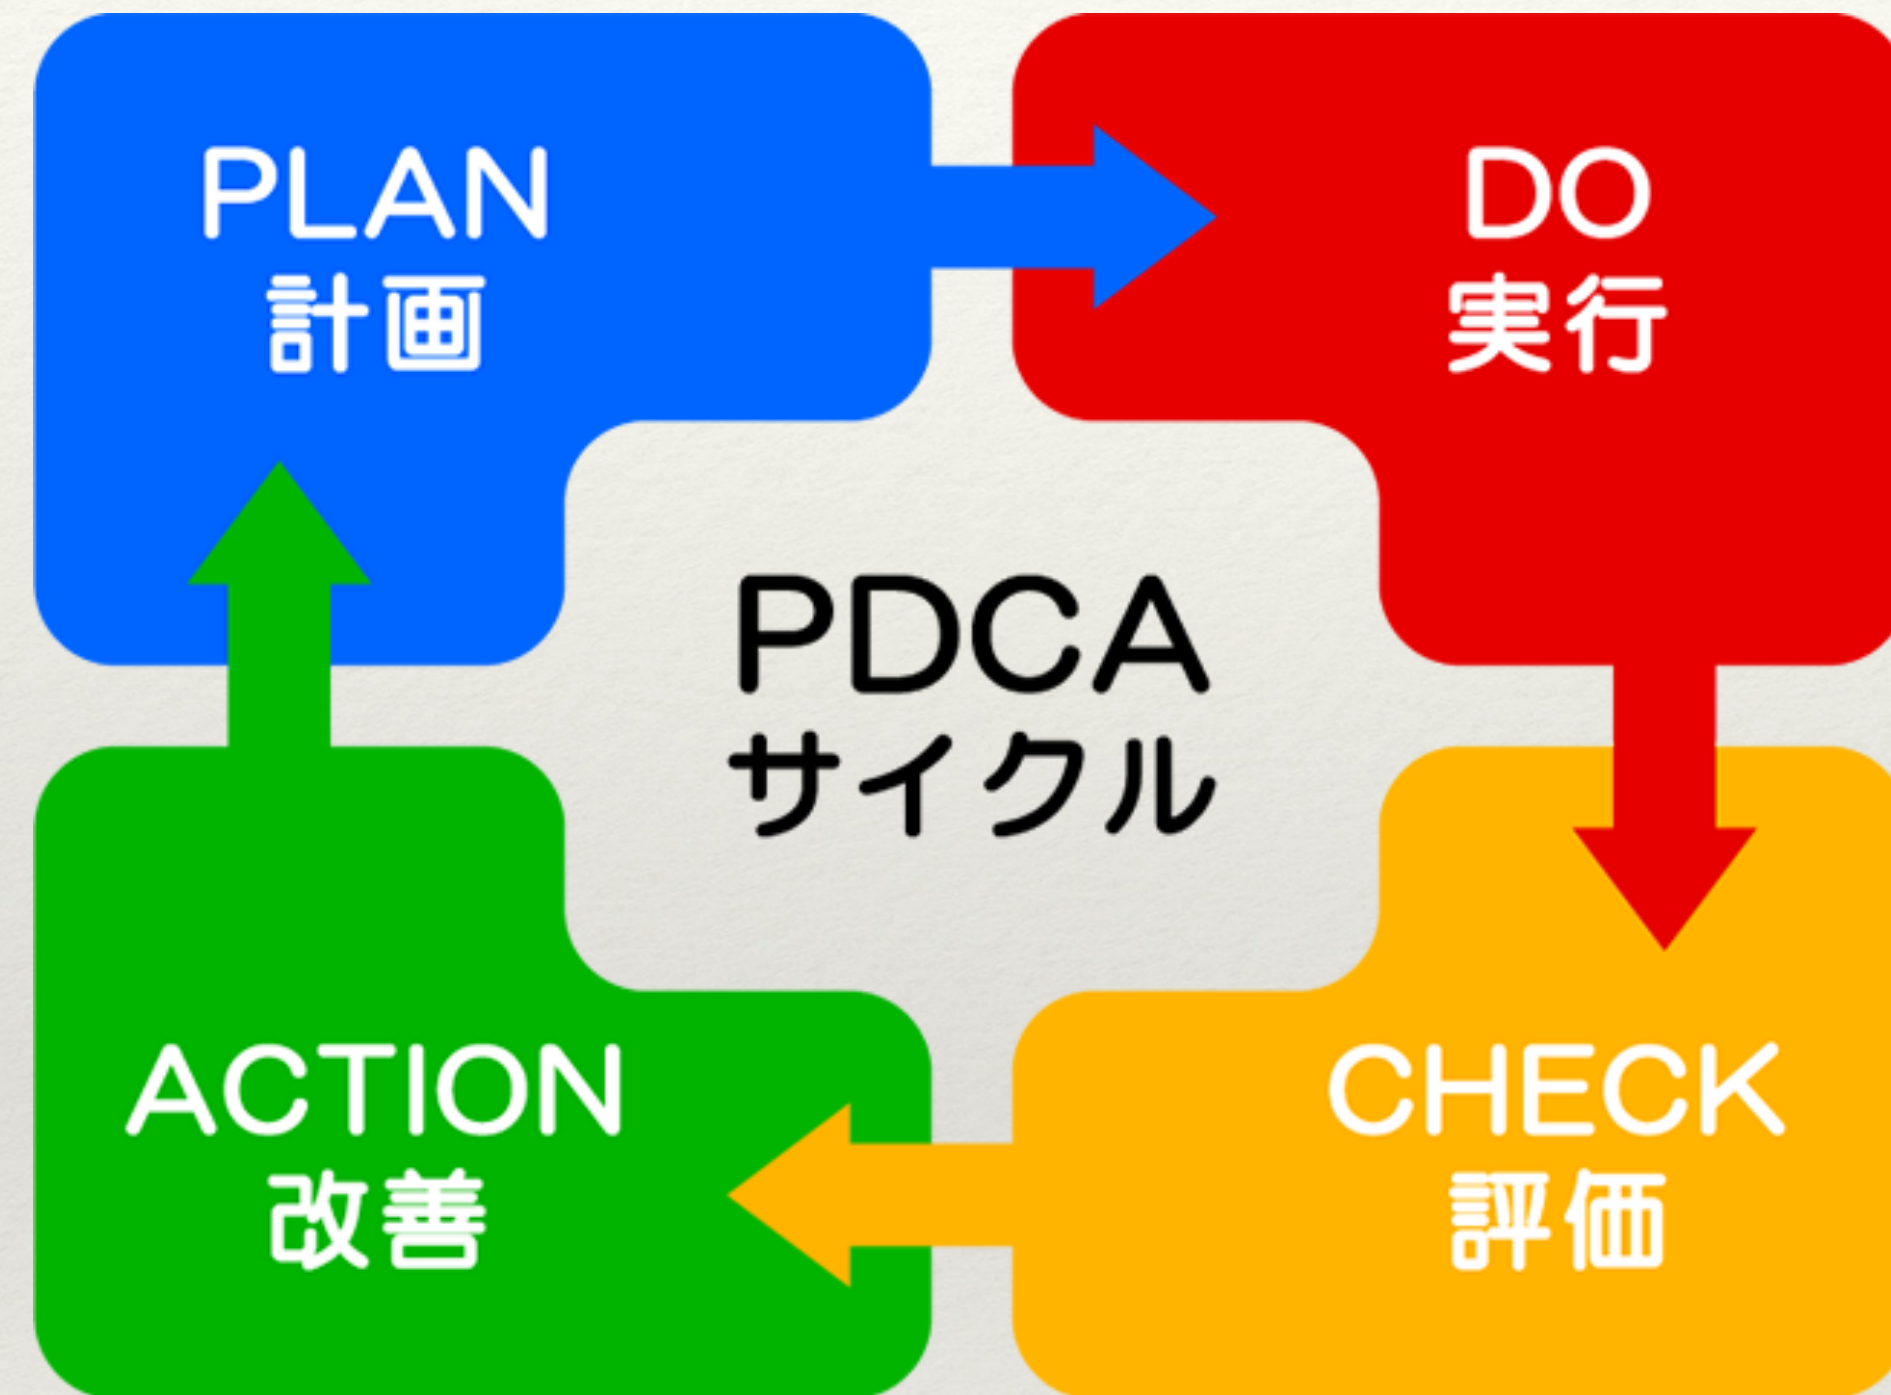 PLAN
計画
DO
実行
PDCA
サイクル
ACTION
改善
CHECK
評価